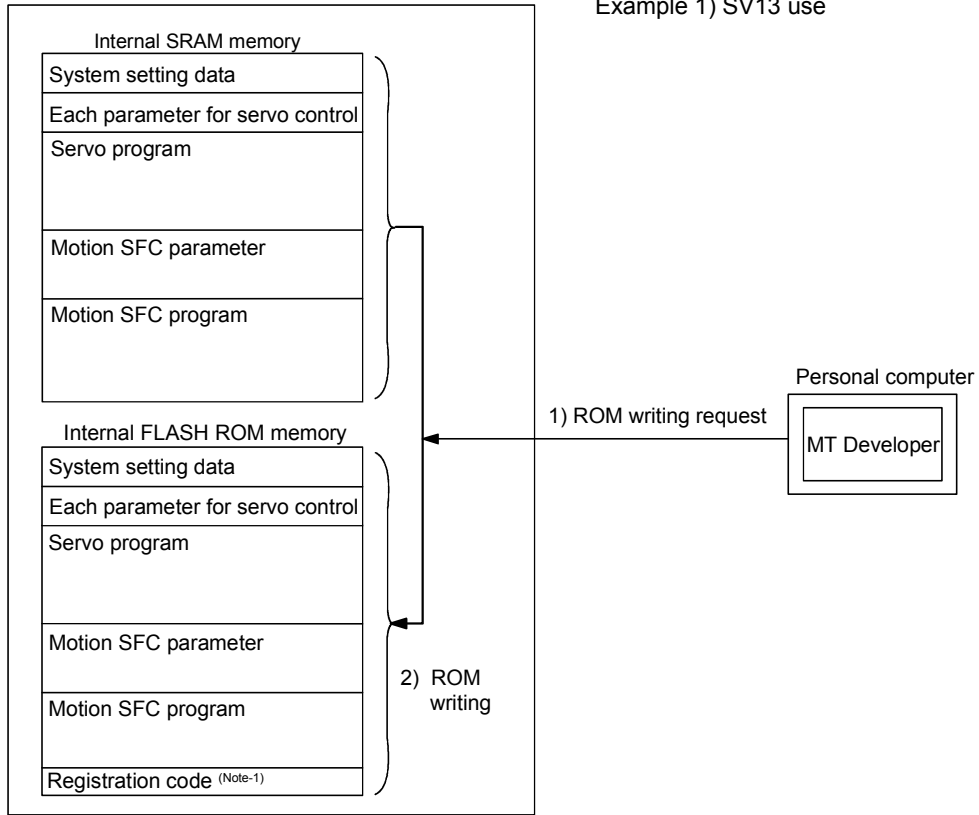 Example 1) SV13 use
Internal SRAM memory
System setting data
Each parameter for servo control
Servo program
Motion SFC parameter
Motion SFC program
Personal computer
MT Developer
1) ROM writing request
Internal FLASH ROM memory
System setting data
Each parameter for servo control
Servo program
Motion SFC parameter
Motion SFC program
Registration code (Note-1)
2) ROM
writing